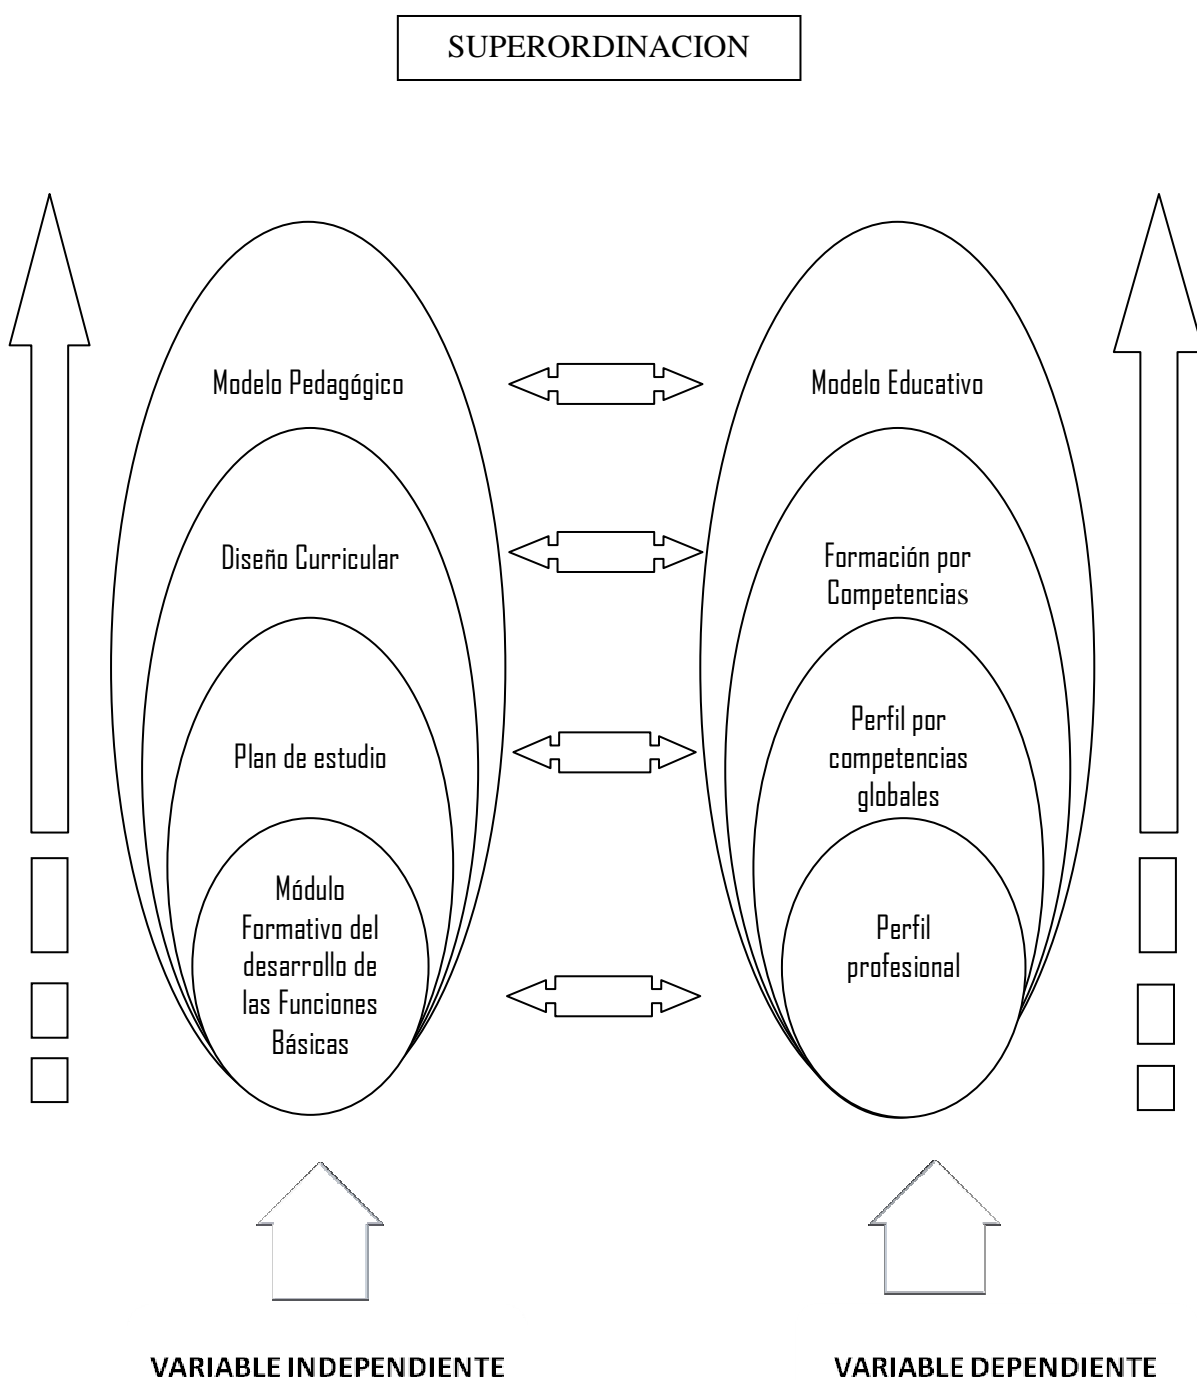 SUPERORDINACION
Modelo Pedagógico
Diseño Curricular
Plan de estudio
Módulo
Formativo del
desarrollo de
las Funciones
Básicas
Modelo Educativo
Formación por
Competencias
Perfil por
competencias
globales
Perfil
profesional
VARIABLE INDEPENDIENTE
VARIABLE DEPENDIENTE